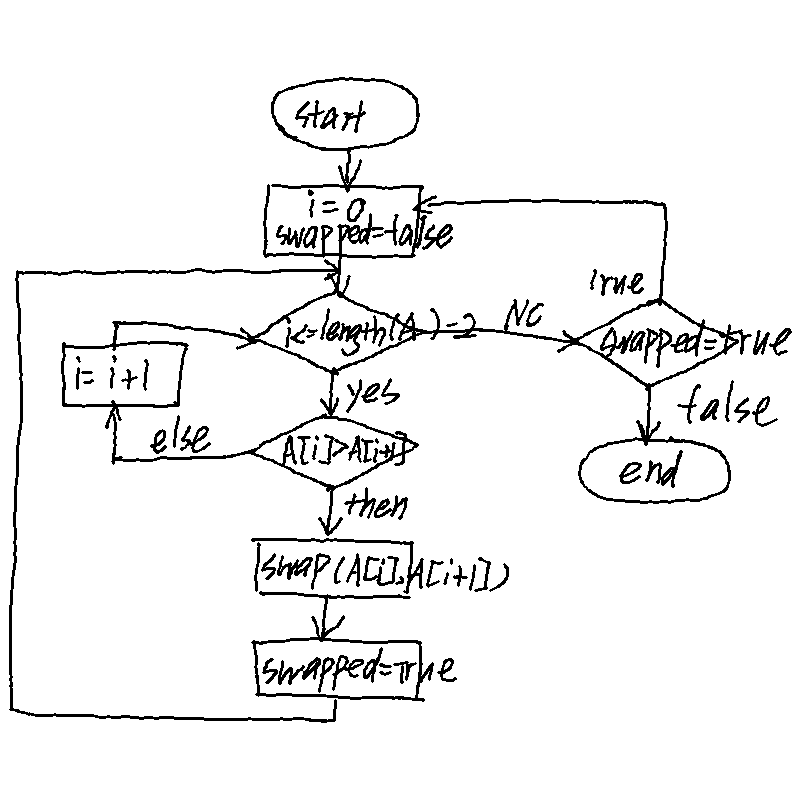 start
i = 0
swapped=false
i<=length(A)-2
NO
true
swapped=true
i= i+1
yes
false
else
A[i]>A[i+1]
end
then
swap(A[i],A[i+1])
swapped=true